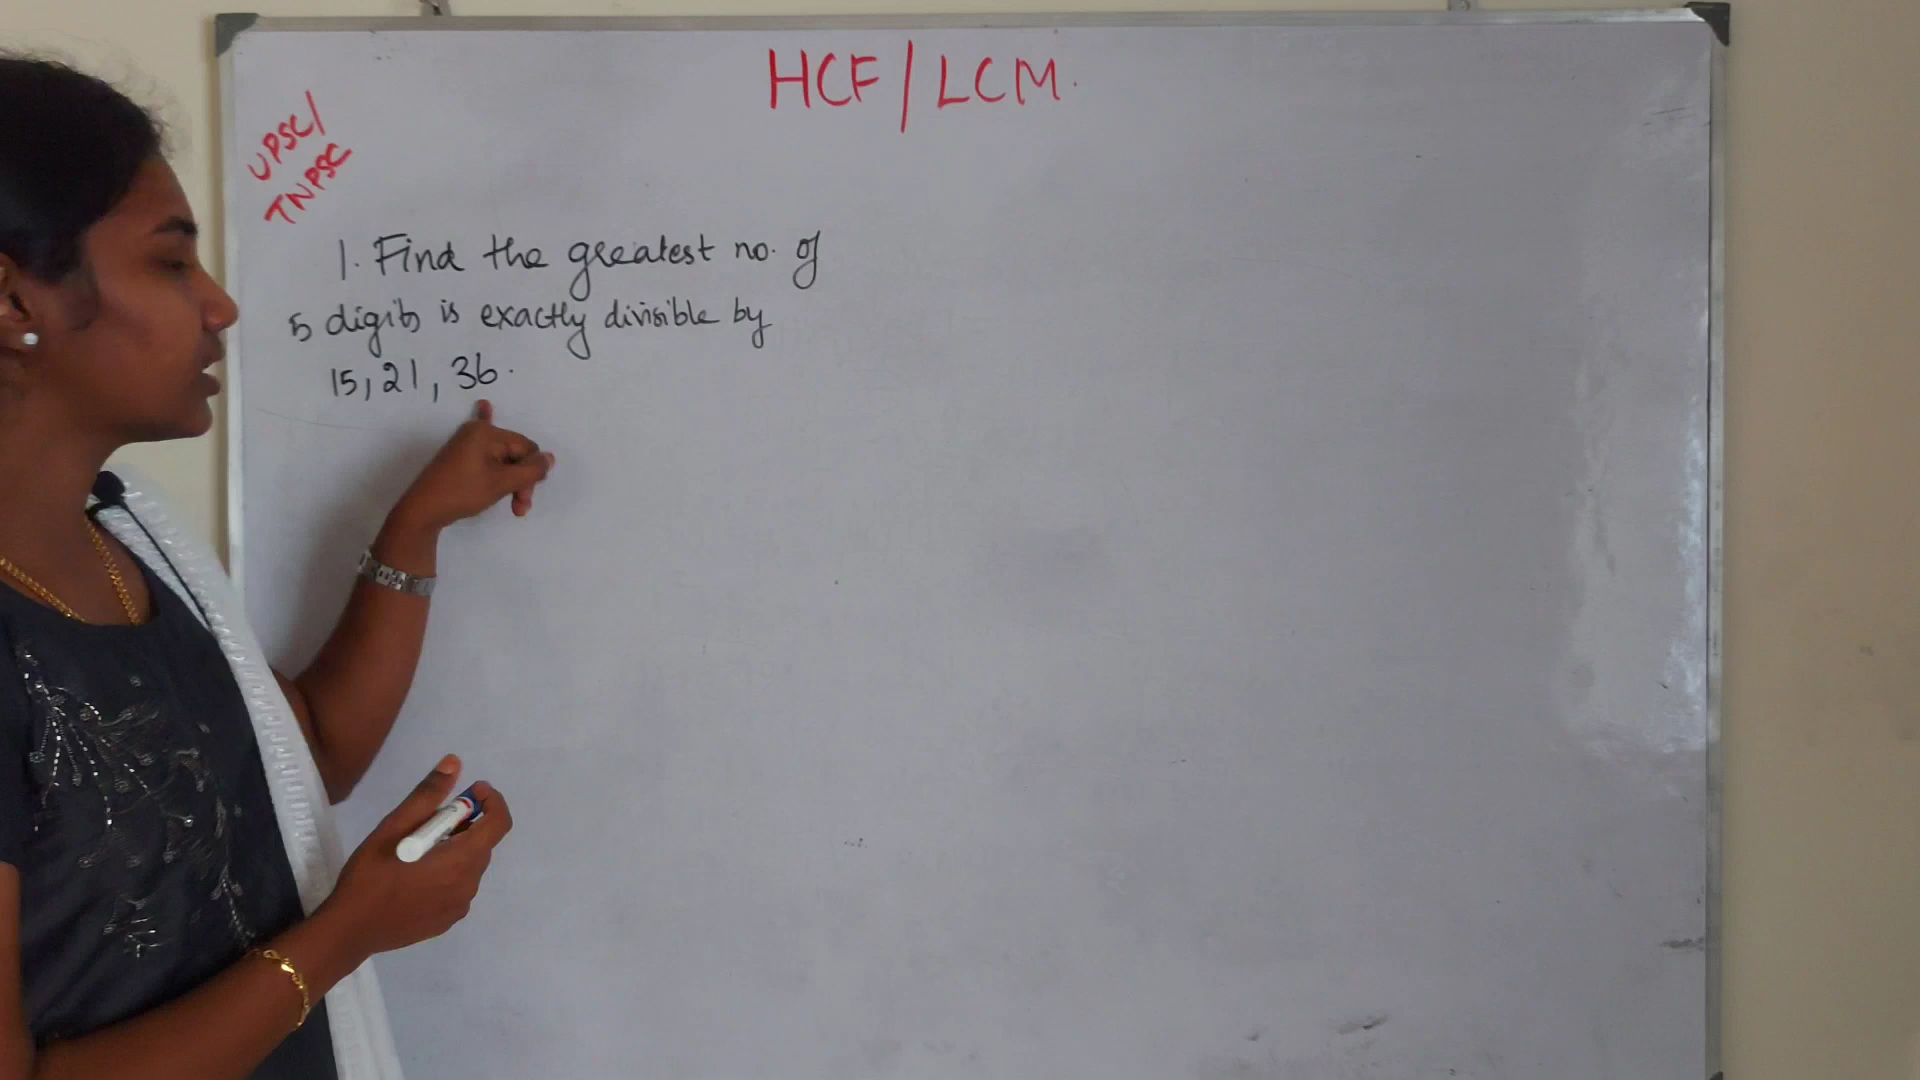 HCF/LCM.
UPSC/
TNPSC
1. Find the greatest no. of
5 digits is exactly divisible by
15, 21, 36.